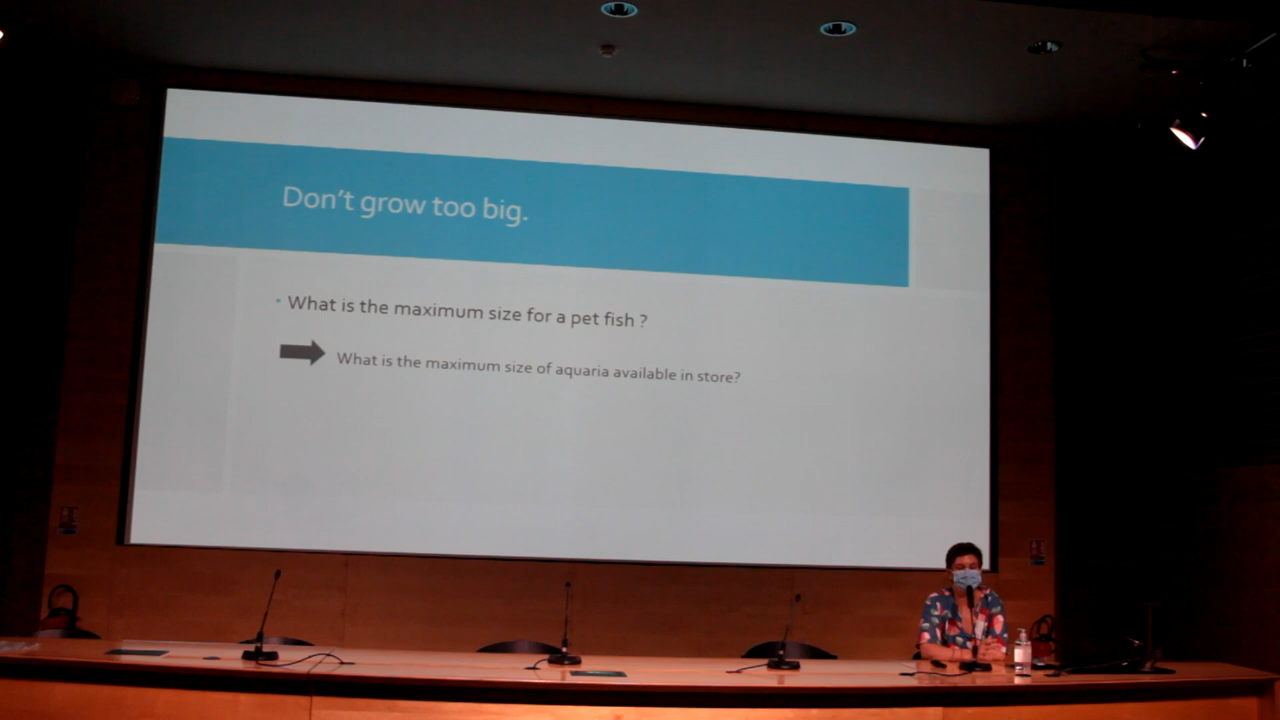 Don't grow too big.
What is the maximum size for a pet fish ?
What is the maximum size of aquaria available in store?